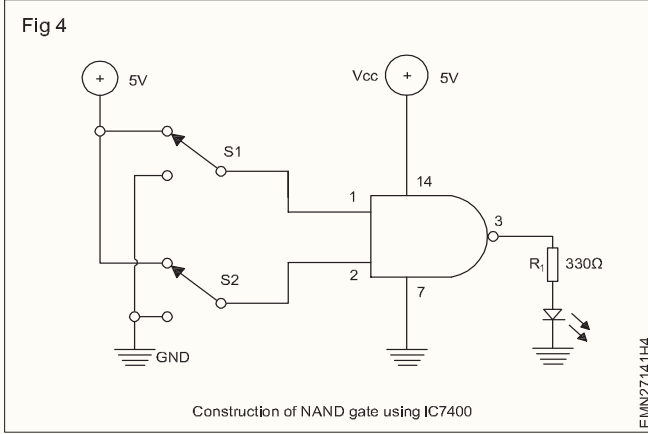 Fig 4
5V
Vcc
5V
S1
1
14
3
S2
2
R1
330Ω
7
GND
Construction of NAND gate using IC7400
EMN27141H4